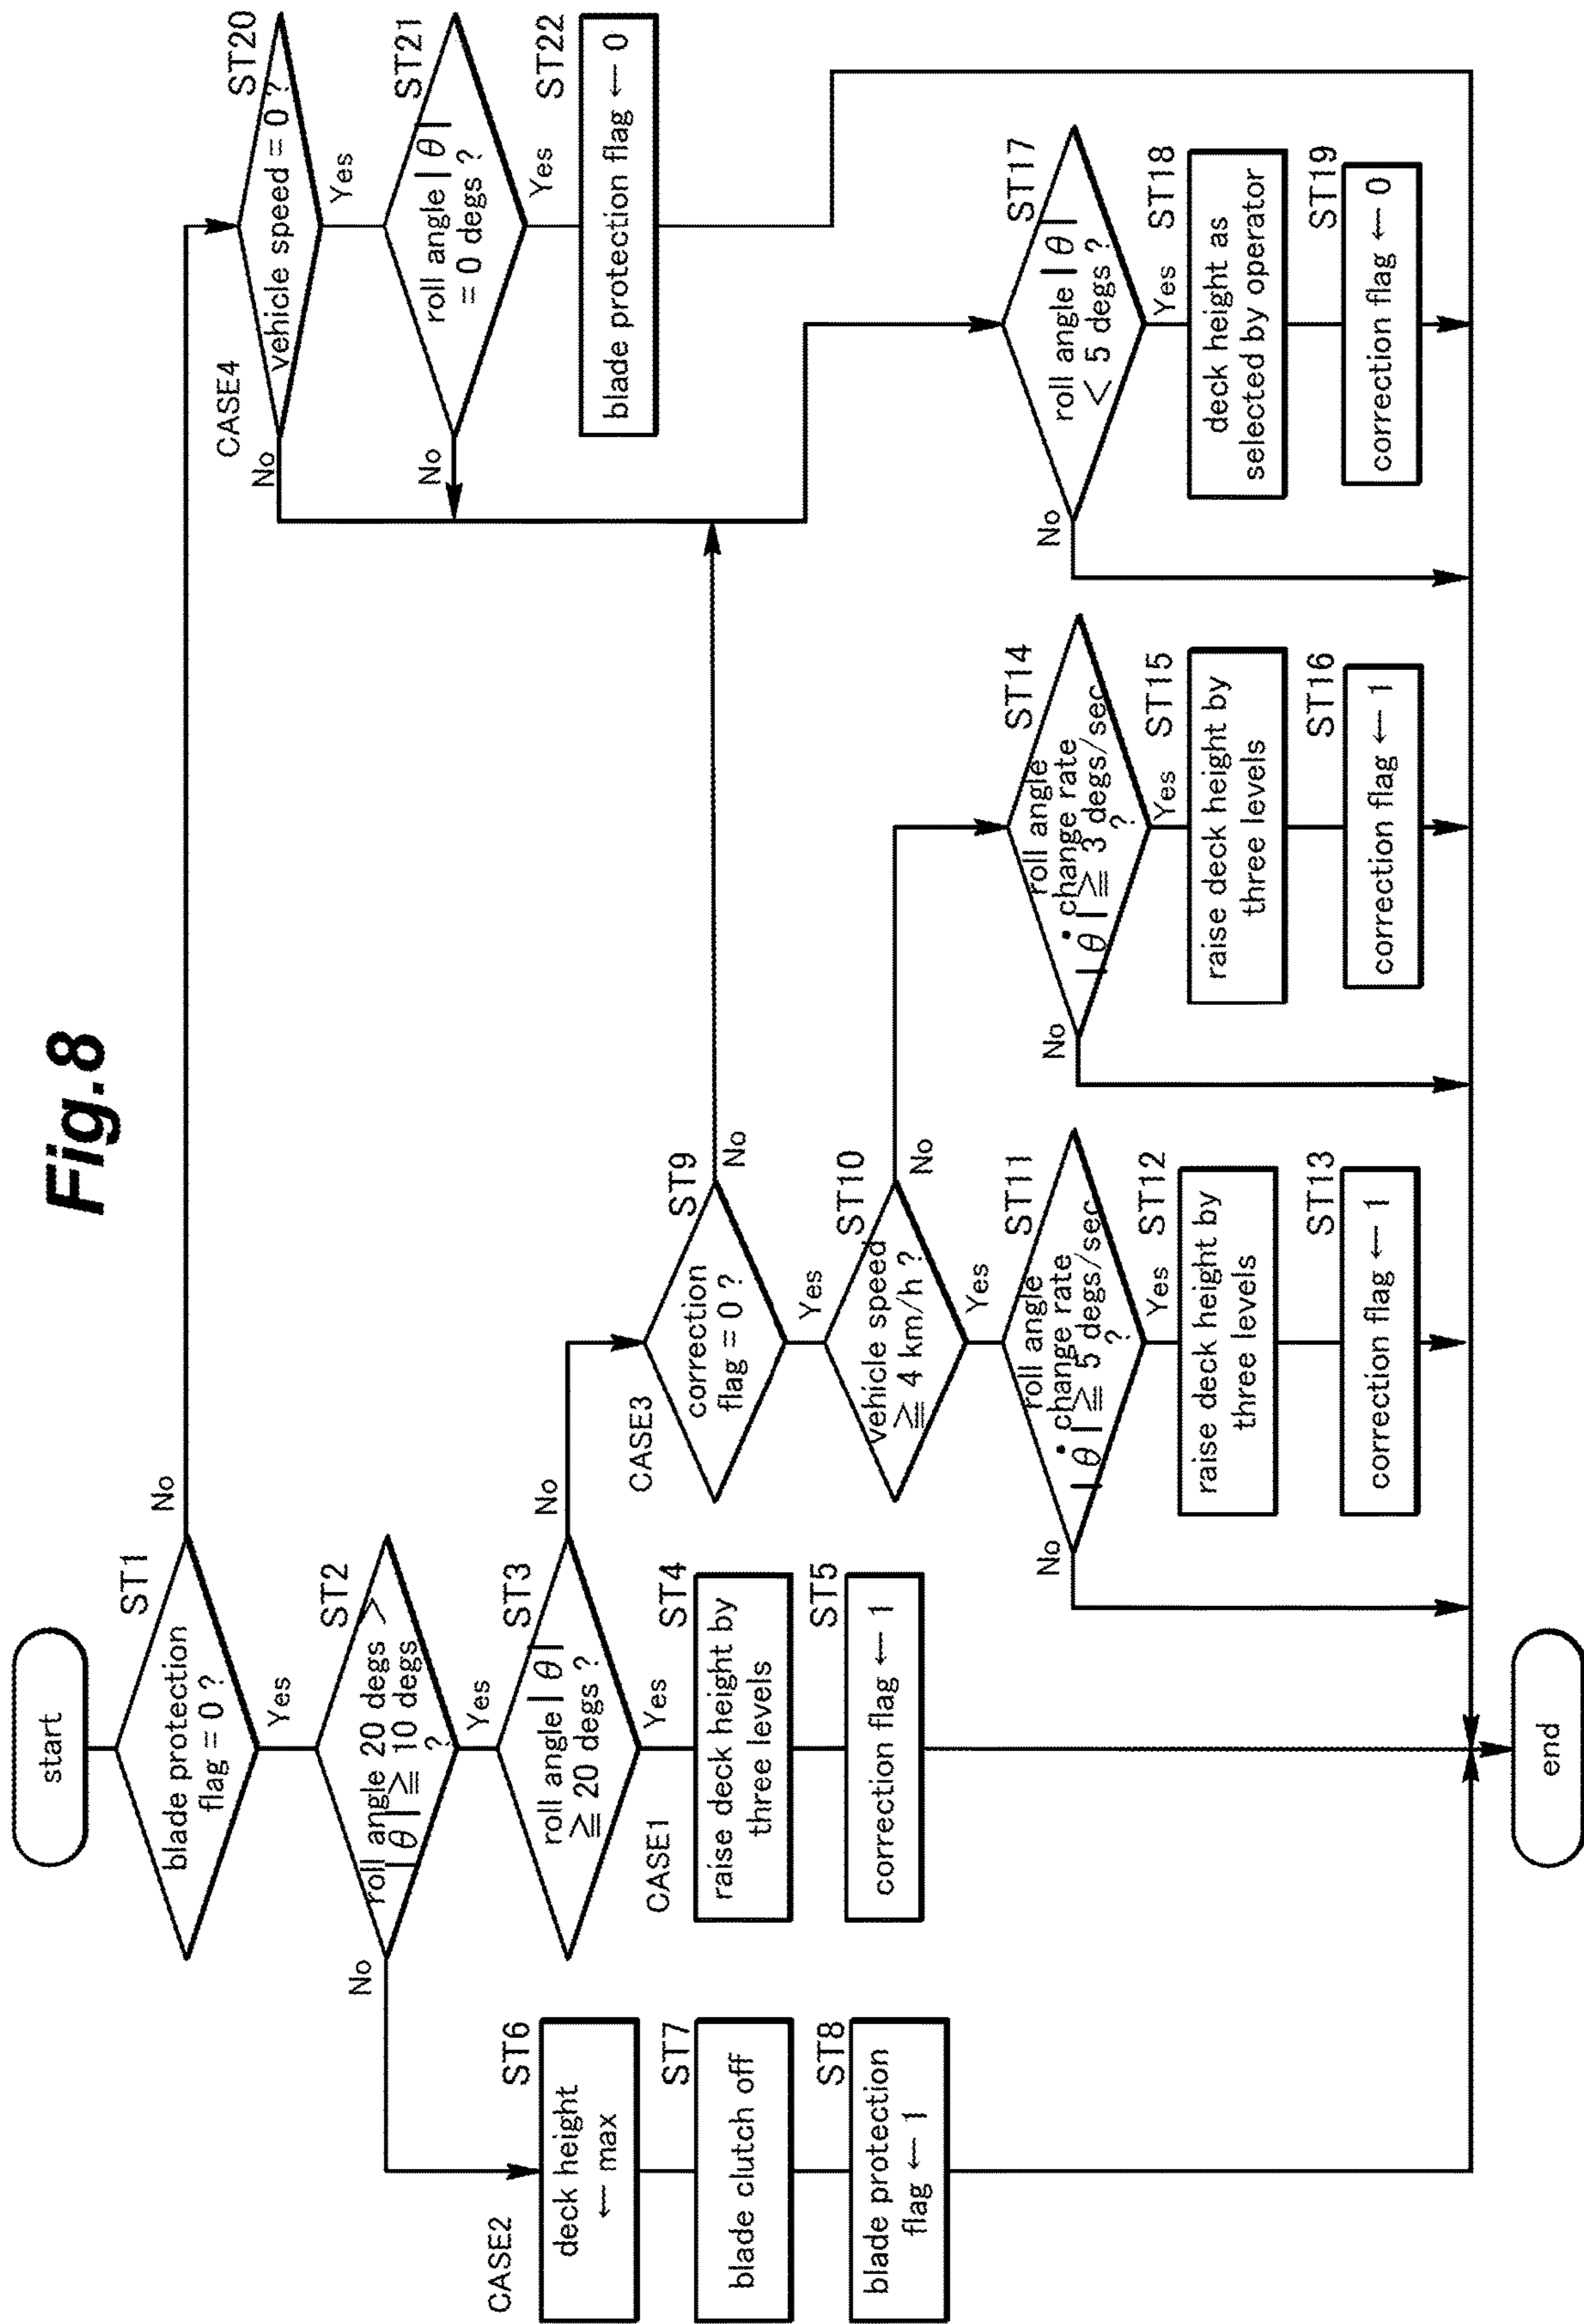 Fig.8
start
ST1
blade protection
flag = 0 ?
No
Yes
ST2
roll angle 20 degs >
|θ| ≧ 10 degs
?
No
Yes
ST3
roll angle |θ|
≧ 20 degs ?
No
Yes
CASE1
ST4
raise deck height by
three levels
ST5
correction flag ← 1
CASE2
ST6
deck height
← max
ST7
blade clutch off
ST8
blade protection
flag ← 1
CASE3
ST9
correction
flag = 0 ?
No
Yes
ST10
vehicle speed
≧ 4 km/h ?
No
Yes
ST11
roll angle
change rate
|θ̇| ≧ 5 degs/sec
?
No
Yes
ST12
raise deck height by
three levels
ST13
correction flag ← 1
ST14
roll angle
change rate
|θ̇| ≧ 3 degs/sec
?
No
Yes
ST15
raise deck height by
three levels
ST16
correction flag ← 1
ST17
roll angle |θ|
< 5 degs ?
No
Yes
ST18
deck height as
selected by operator
ST19
correction flag ← 0
CASE4
ST20
vehicle speed = 0 ?
No
Yes
ST21
roll angle |θ|
= 0 degs ?
No
Yes
ST22
blade protection flag ← 0
end